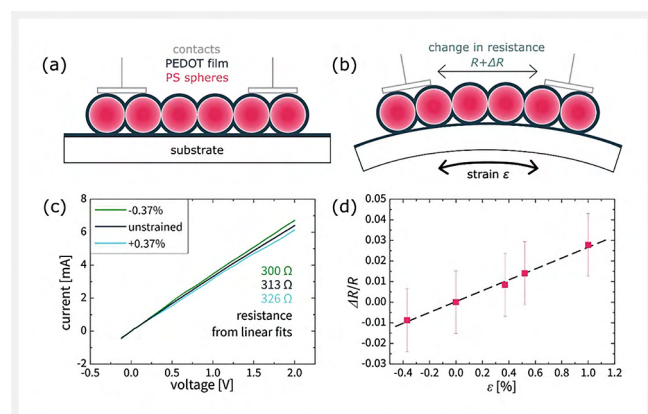 (a)
contacts
PEDOT film
PS spheres
substrate
(b)
change in resistance
R+ΔR
strain ε
(c)
current [mA]
8
6
4
2
0
-0.37%
unstrained
+0.37%
300 Ω
313 Ω
326 Ω
resistance
from linear fits
-0.5 0.0 0.5 1.0 1.5 2.0
voltage [V]
(d)
ΔR/R
0.05
0.04
0.03
0.02
0.01
0.00
-0.01
-0.02
-0.03
-0.4 -0.2 0.0 0.2 0.4 0.6 0.8 1.0 1.2
ε [%]